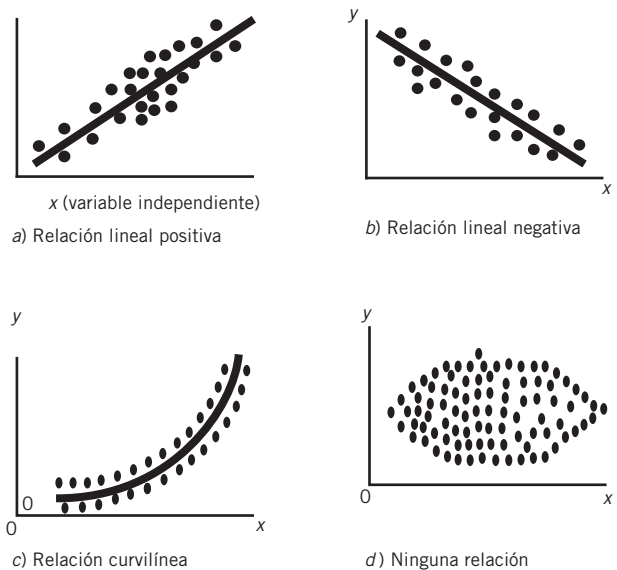 x (variable independiente)
a) Relación lineal positiva
y
x
b) Relación lineal negativa
y
0
0
x
c) Relación curvilínea
y
0
x
d) Ninguna relación